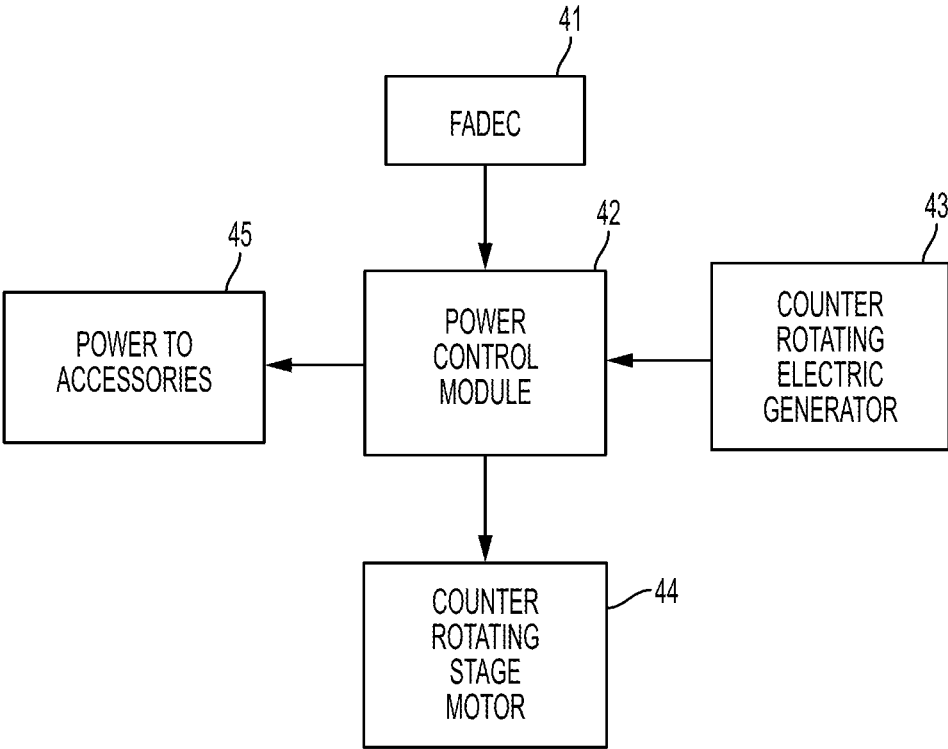 41
FADEC
42
43
45
POWER TO
ACCESSORIES
POWER
CONTROL
MODULE
COUNTER
ROTATING
ELECTRIC
GENERATOR
COUNTER
ROTATING
STAGE
MOTOR
44